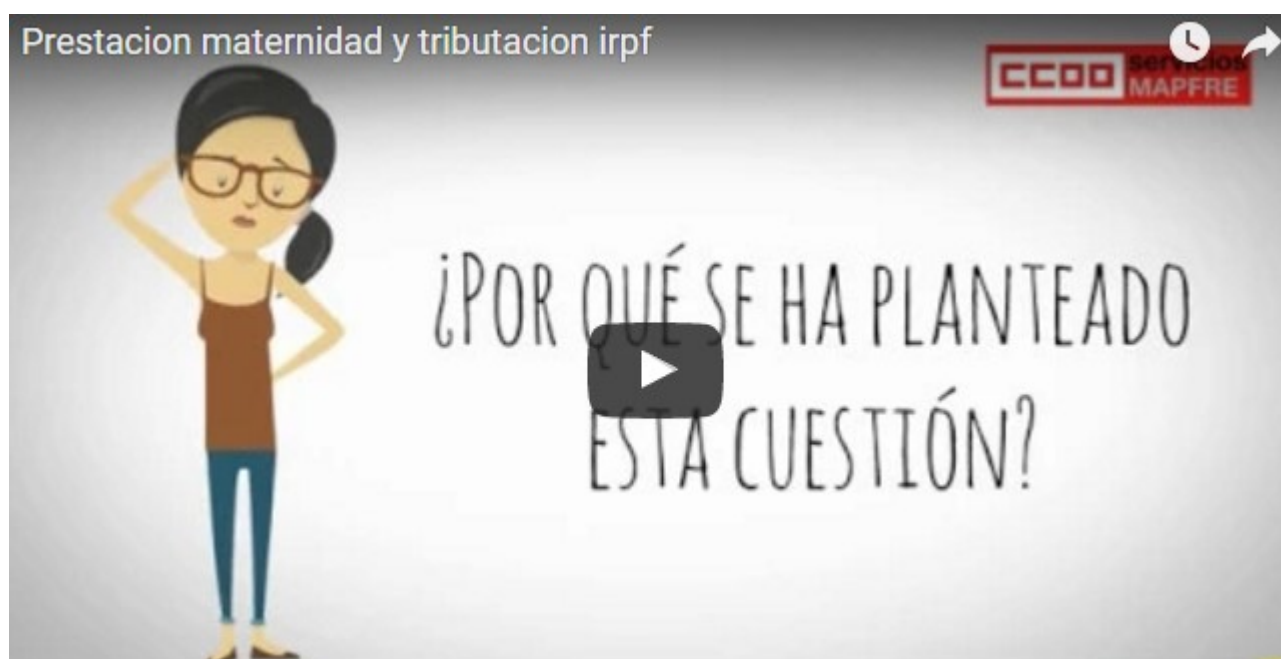 Prestacion maternidad y tributacion irpf
CCOO servicios
MAPFRE
¿POR QUÉ SE HA PLANTEADO
ESTA CUESTIÓN?